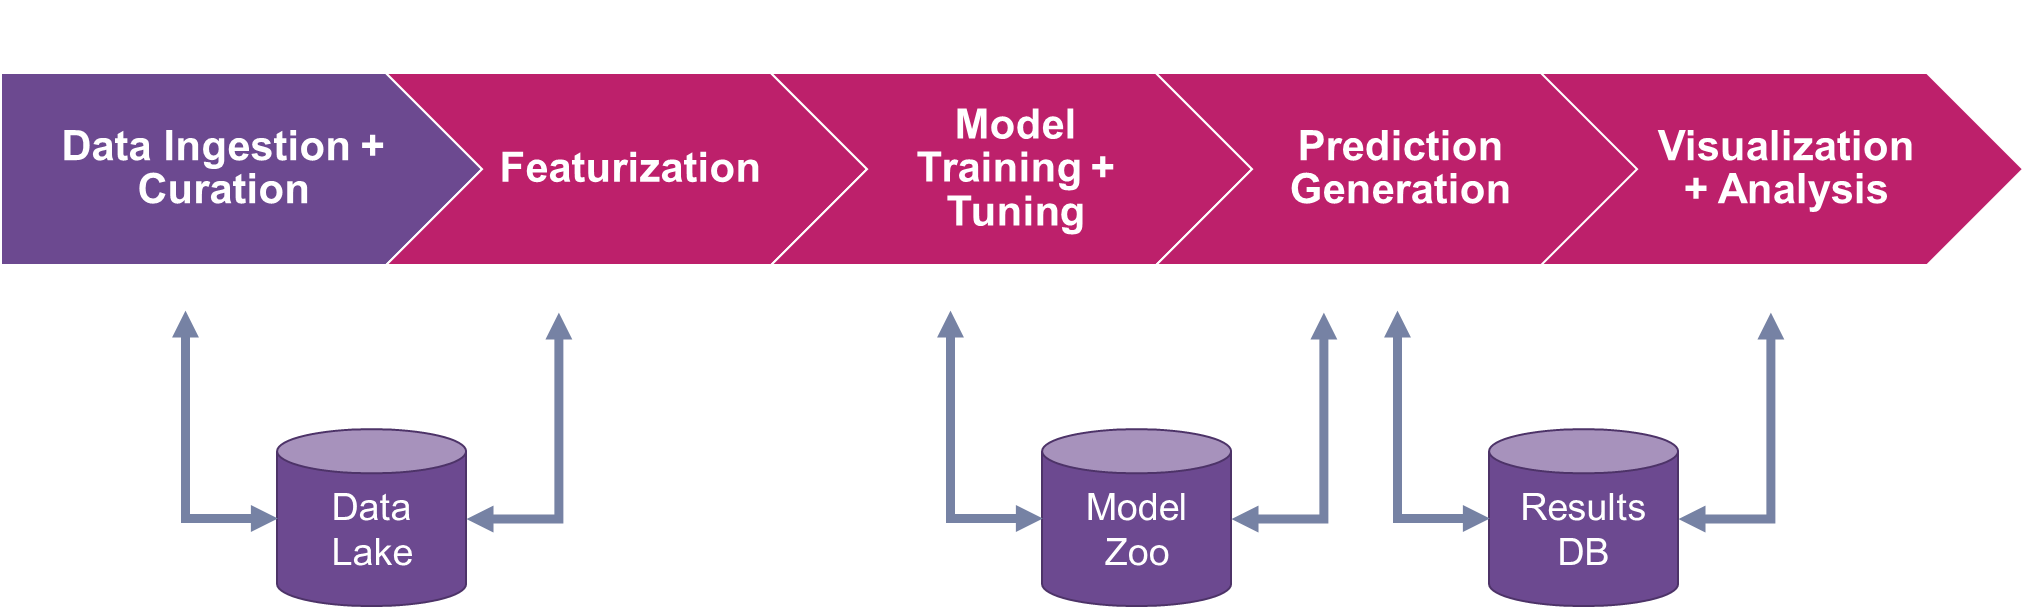 Data Ingestion +
Curation
Featurization
Model
Training +
Tuning
Prediction
Generation
Visualization
+ Analysis
Data
Lake
Model
Zoo
Results
DB